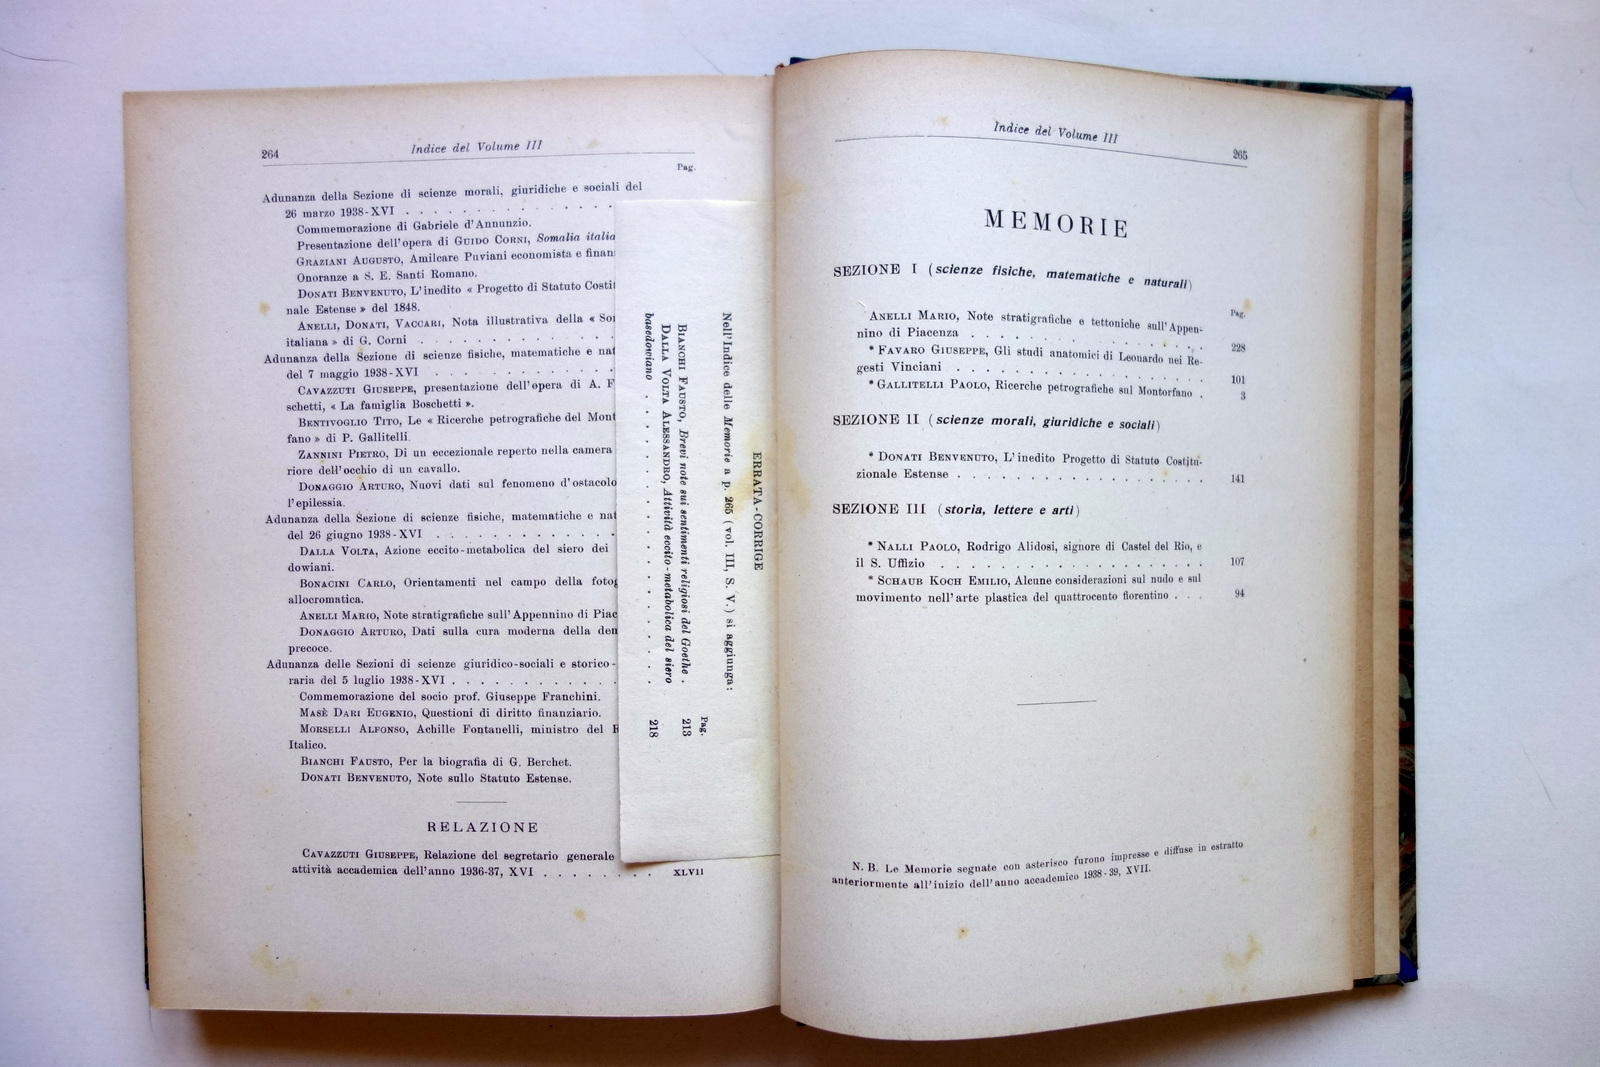 264
Indice del Volume III
Pag.
Adunanza della Sezione di scienze morali, giuridiche e sociali del
26 marzo 1938-XVI . . . . . . . . . . . . .
Commemorazione di Gabriele d'Annunzio.
Presentazione dell'opera di GUIDO CORNI, Somalia italia
GRAZIANI AUGUSTO, Amilcare Puviani economista e finan
Onoranze a S. E. Santi Romano.
DONATI BENVENUTO, L'inedito « Progetto di Statuto Costit
nale Estense » del 1848.
ANELLI, DONATI, VACCARI, Nota illustrativa della « So
italiana » di G. Corni . . . . . . . . . . . .
Adunanza della Sezione di scienze fisiche, matematiche e nat
del 7 maggio 1938-XVI . . . . . . . . . . .
CAVAZZUTI GIUSEPPE, presentazione dell'opera di A. F
schetti, « La famiglia Boschetti ».
BENTIVOGLIO TITO, Le « Ricerche petrografiche del Mont
fano » di P. Gallitelli.
ZANNINI PIETRO, Di un eccezionale reperto nella camera
riore dell'occhio di un cavallo.
DONAGGIO ARTURO, Nuovi dati sul fenomeno d'ostacolo
l'epilessia.
Adunanza della Sezione di scienze fisiche, matematiche e nat
del 26 giugno 1938-XVI . . . . . . . . . . .
DALLA VOLTA, Azione eccito-metabolica del siero dei
dowiani.
BONACINI CARLO, Orientamenti nel campo della fotog
allocromatica.
ANELLI MARIO, Note stratigrafiche sull'Appennino di Piac
DONAGGIO ARTURO, Dati sulla cura moderna della den
precoce.
Adunanza delle Sezioni di scienze giuridico-sociali e storico-
raria del 5 luglio 1938-XVI . . . . . . . . . .
Commemorazione del socio prof. Giuseppe Franchini.
MASÈ DARI EUGENIO, Questioni di diritto finanziario.
MORSELLI ALFONSO, Achille Fontanelli, ministro del
Italico.
BIANCHI FAUSTO, Per la biografia di G. Berchet.
DONATI BENVENUTO, Note sullo Statuto Estense.
RELAZIONE
CAVAZZUTI GIUSEPPE, Relazione del segretario generale
attività accademica dell'anno 1936-37, XVI . . . . . . . . XLVII
ERRATA-CORRIGE
Nell'Indice delle Memorie a p. 265 (vol. III, S. V.) si aggiunga:
Pag.
BIANCHI FAUSTO, Brevi note sui sentimenti religiosi del Goethe . 213
DALLA VOLTA ALESSANDRO, Attività eccito-metabolica del siero
basedowiano . . . . . . . . . . . . . . 218
Indice del Volume III
265
MEMORIE
SEZIONE I (scienze fisiche, matematiche e naturali)
Pag.
ANELLI MARIO, Note stratigrafiche e tettoniche sull'Appen-
nino di Piacenza . . . . . . . . . . . . . . 228
* FAVARO GIUSEPPE, Gli studi anatomici di Leonardo nei Re-
gesti Vinciani . . . . . . . . . . . . . . . 101
* GALLITELLI PAOLO, Ricerche petrografiche sul Montorfano . 3
SEZIONE II (scienze morali, giuridiche e sociali)
* DONATI BENVENUTO, L'inedito Progetto di Statuto Costitu-
zionale Estense . . . . . . . . . . . . . . . . . 141
SEZIONE III (storia, lettere e arti)
* NALLI PAOLO, Rodrigo Alidosi, signore di Castel del Rio, e
il S. Uffizio . . . . . . . . . . . . . . . . . . 107
* SCHAUB KOCH EMILIO, Alcune considerazioni sul nudo e sul
movimento nell'arte plastica del quattrocento fiorentino . . . 94
N. B. Le Memorie segnate con asterisco furono impresse e diffuse in estratto
anteriormente all'inizio dell'anno accademico 1938-39, XVII.